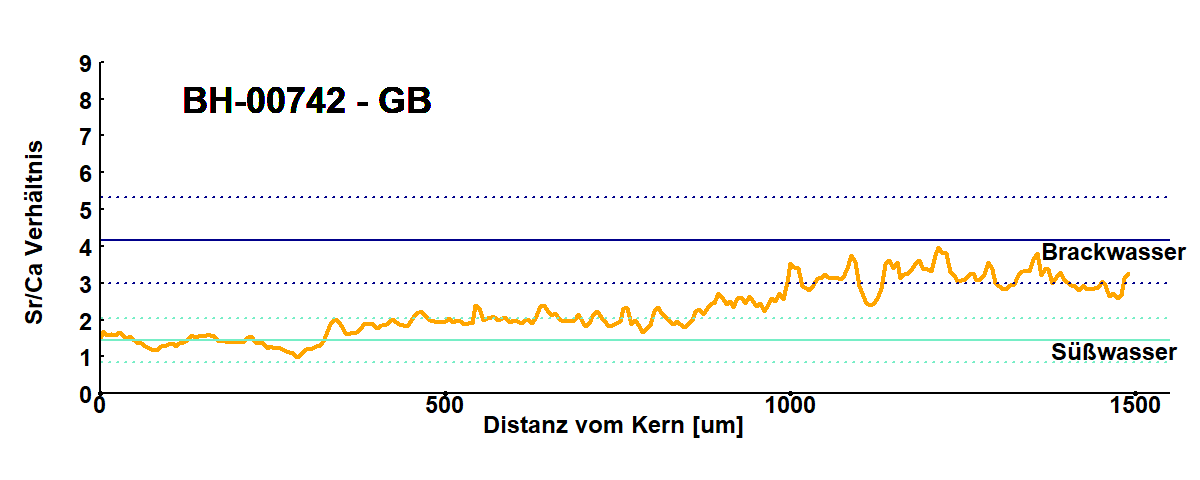 BH-00742 - GB
Sr/Ca Verhältnis
9
8
7
6
5
4
3
2
1
0
Brackwasser
Süßwasser
0 500 1000 1500
Distanz vom Kern [um]